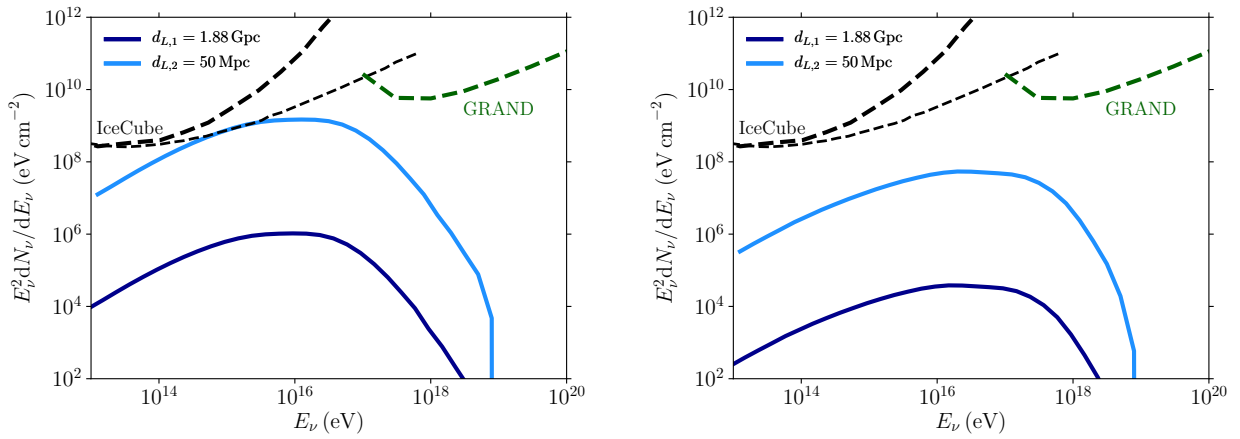 10^12
10^10
10^8
10^6
10^4
10^2
E_ν^2 dN_ν/dE_ν (eV cm^−2)
d_{L,1} = 1.88 Gpc
d_{L,2} = 50 Mpc
IceCube
GRAND
10^14
10^16
10^18
10^20
E_ν (eV)
10^12
10^10
10^8
10^6
10^4
10^2
E_ν^2 dN_ν/dE_ν (eV cm^−2)
d_{L,1} = 1.88 Gpc
d_{L,2} = 50 Mpc
IceCube
GRAND
10^14
10^16
10^18
10^20
E_ν (eV)